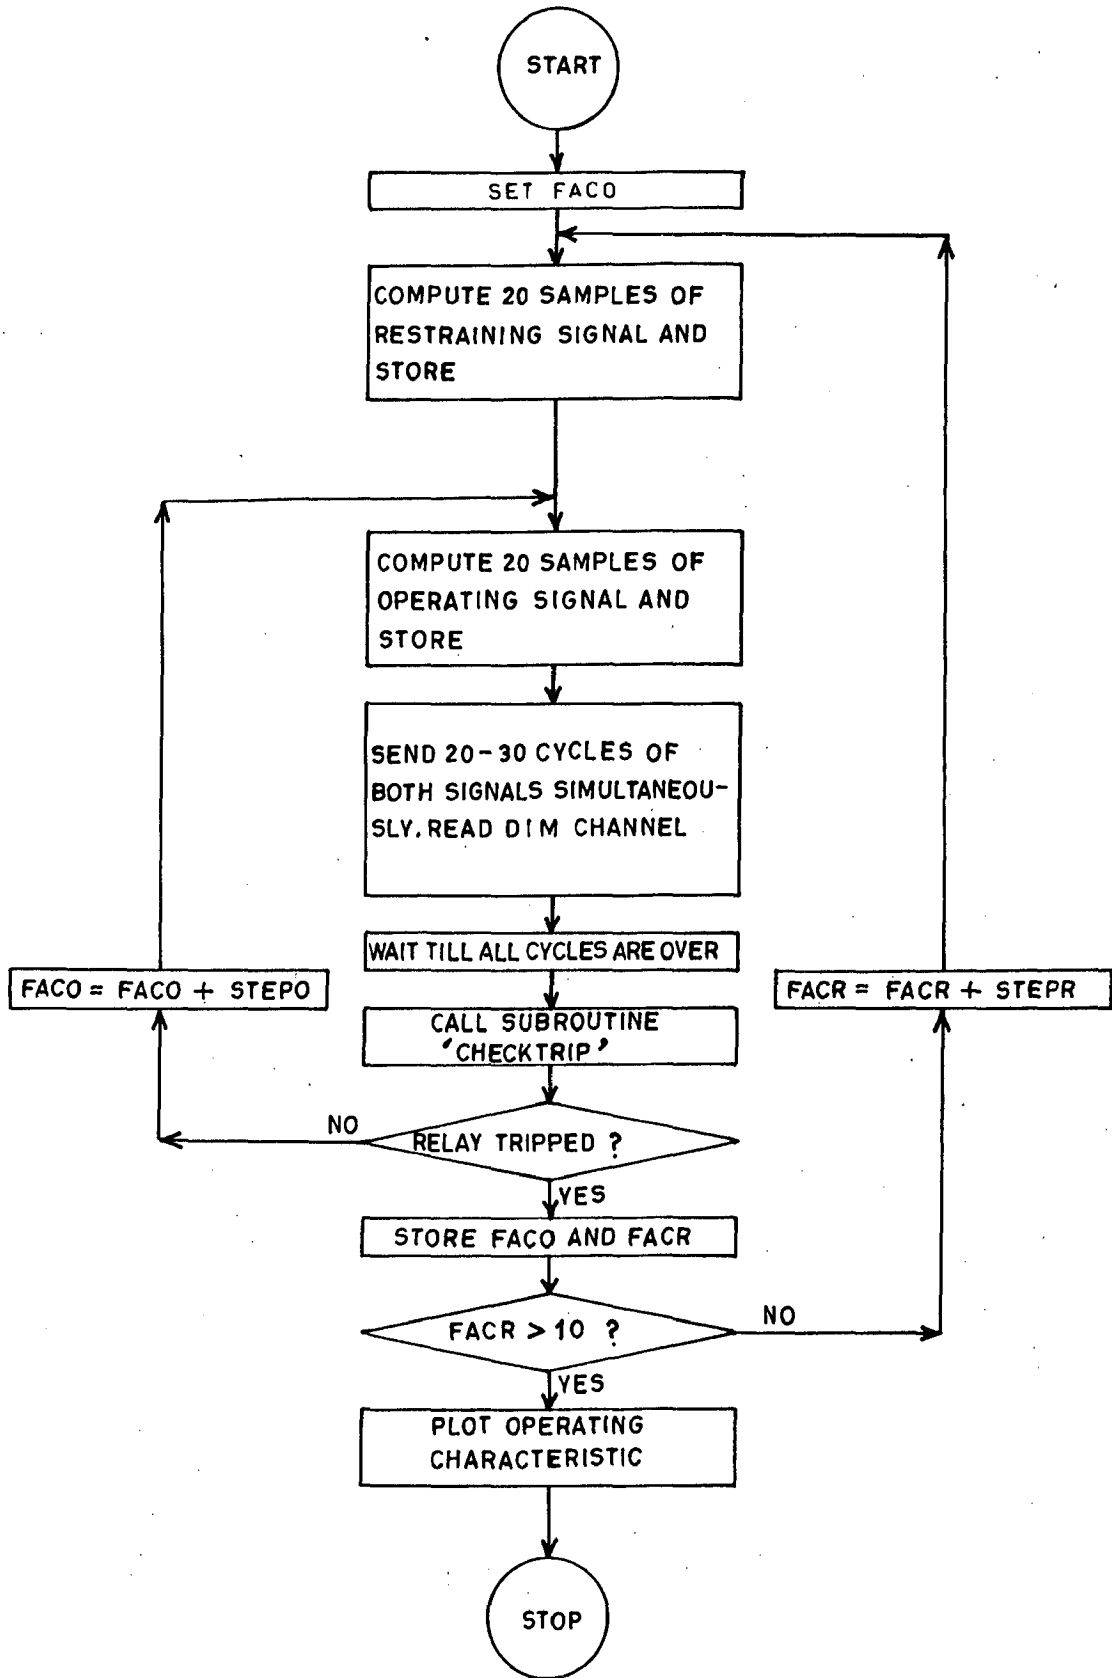 START
SET FACO
COMPUTE 20 SAMPLES OF
RESTRAINING SIGNAL AND
STORE
COMPUTE 20 SAMPLES OF
OPERATING SIGNAL AND
STORE
SEND 20-30 CYCLES OF
BOTH SIGNALS SIMULTANEOU-
SLY. READ DIM CHANNEL
WAIT TILL ALL CYCLES ARE OVER
FACO = FACO + STEPO
FACR = FACR + STEPR
CALL SUBROUTINE
'CHECKTRIP'
NO
RELAY TRIPPED ?
YES
STORE FACO AND FACR
FACR > 10 ?
NO
YES
PLOT OPERATING
CHARACTERISTIC
STOP